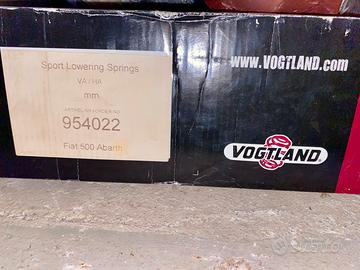 Sport Lowering Springs
VA / HA
mm
954022
Fiat 500 Abarth
www.VOGTLAND.com
VOGTLAND